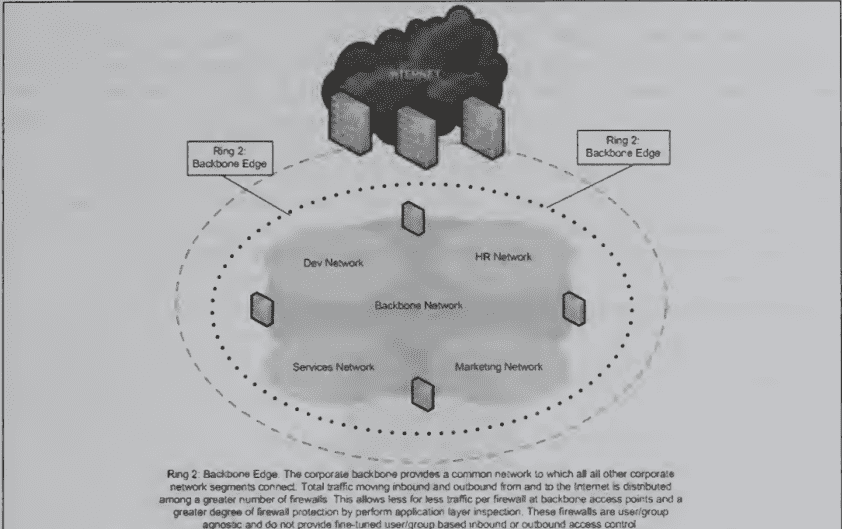 INTERNET
Ring 2:
Backbone Edge
Ring 2:
Backbone Edge
Dev Network
HR Network
Backbone Network
Services Network
Marketing Network
Ring 2: Backbone Edge. The corporate backbone provides a common network to which all all other corporate
network segments connect. Total traffic moving inbound and outbound from and to the Internet is distributed
among a greater number of firewalls. This allows less for less traffic per firewall at backbone access points and a
greater degree of firewall protection by perform application layer inspection. These firewalls are user/group
agnostic and do not provide fine-tuned user/group based inbound or outbound access control